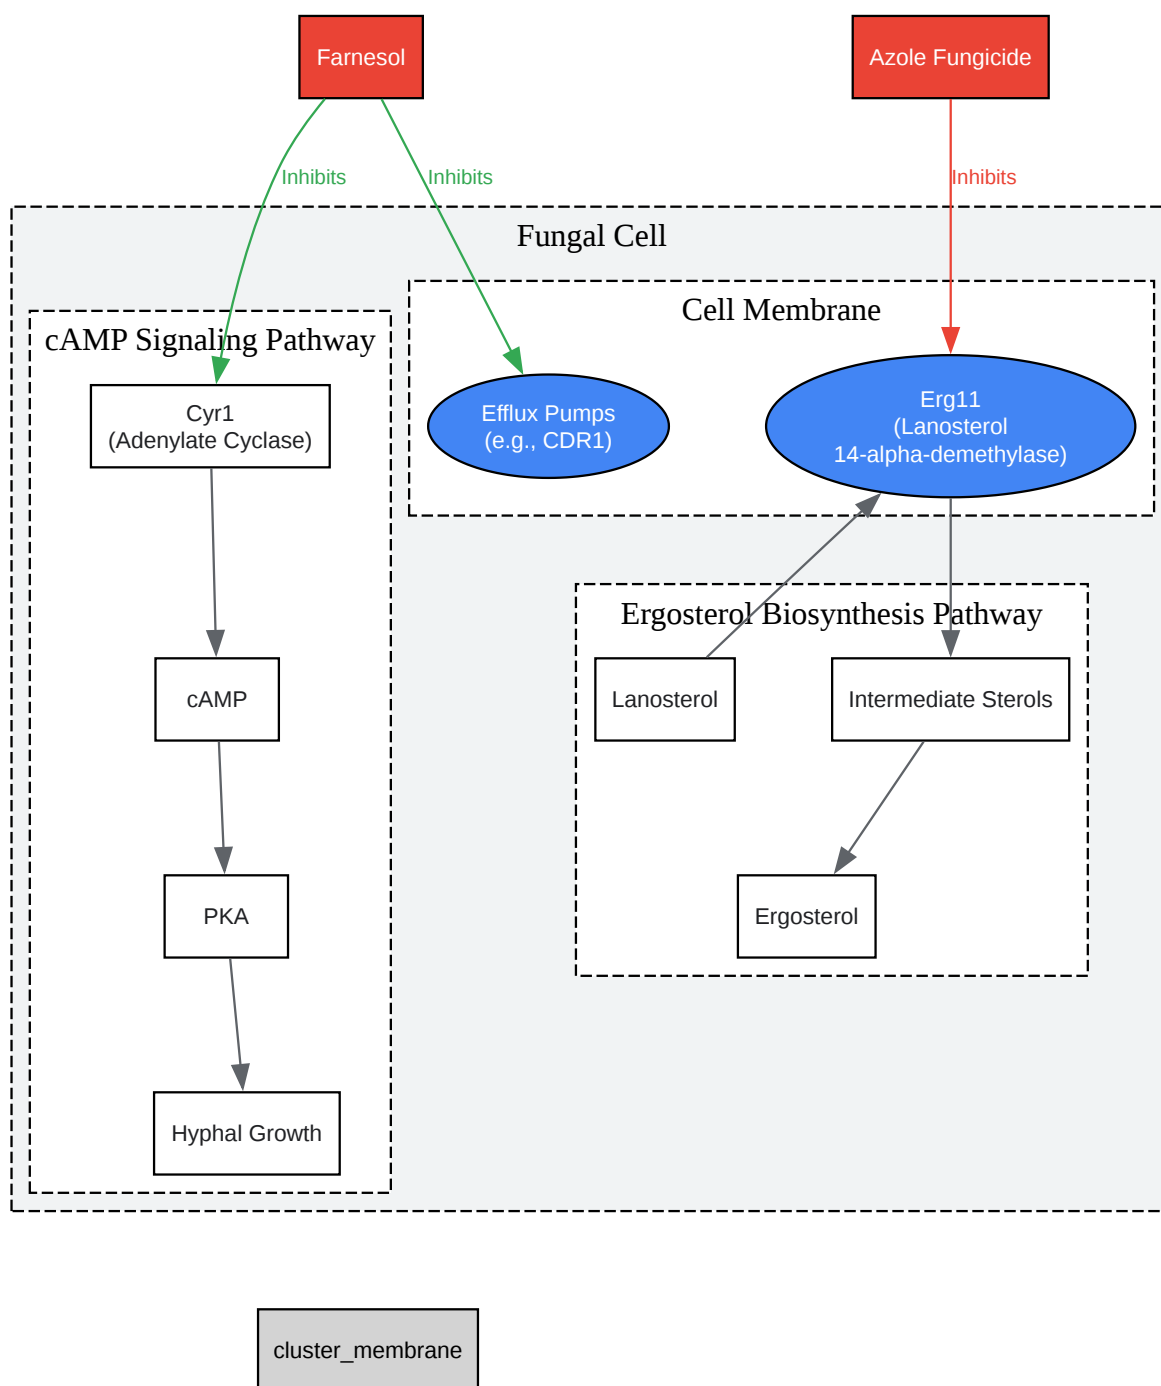 Farnesol
Azole Fungicide
Inhibits
Inhibits
Inhibits
Fungal Cell
Cell Membrane
cAMP Signaling Pathway
Cyr1
(Adenylate Cyclase)
Efflux Pumps
(e.g., CDR1)
Erg11
(Lanosterol
14-alpha-demethylase)
Ergosterol Biosynthesis Pathway
cAMP
Lanosterol
Intermediate Sterols
PKA
Ergosterol
Hyphal Growth
cluster_membrane